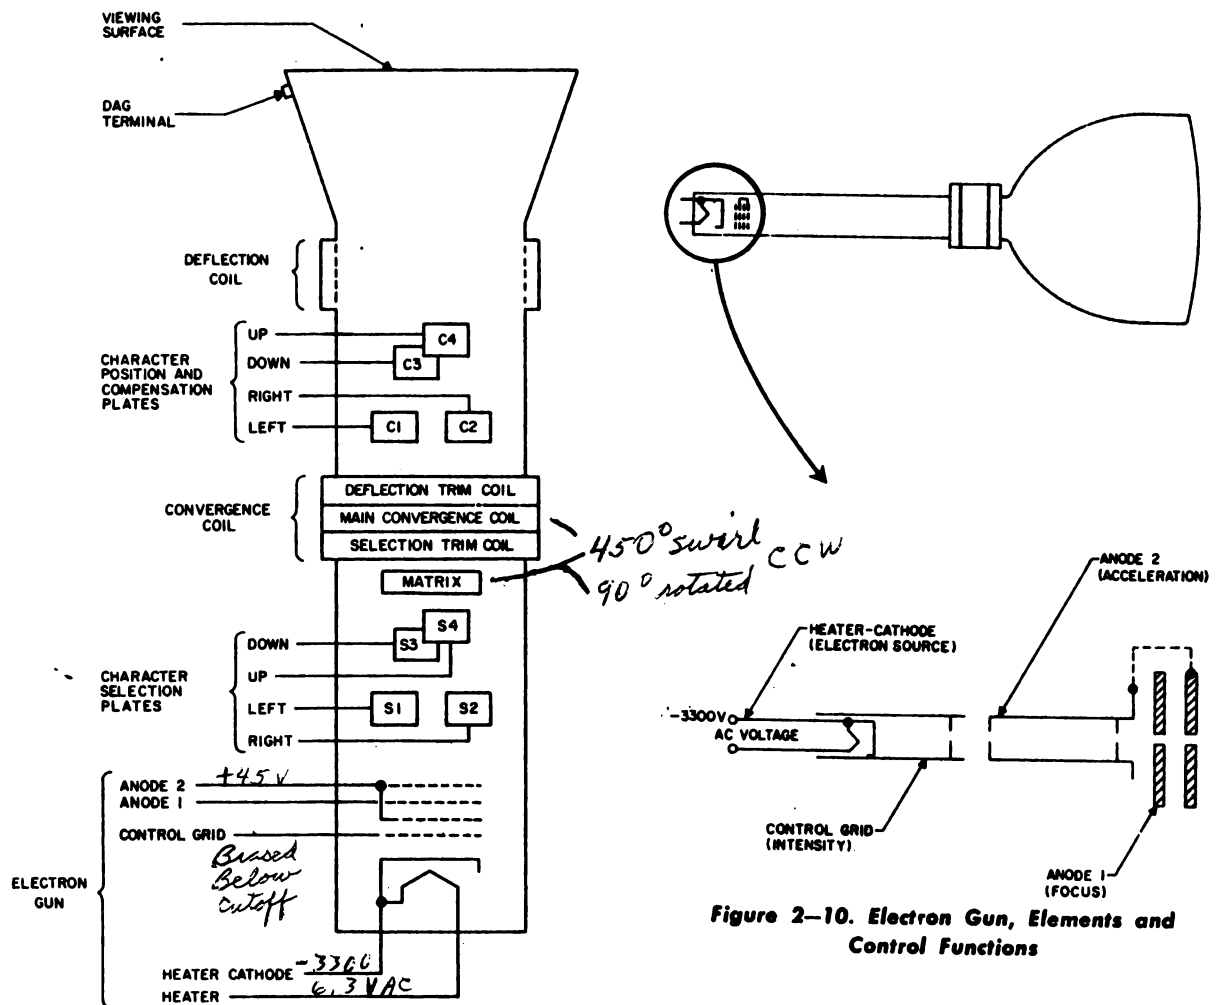 VIEWING
SURFACE
DAG
TERMINAL
DEFLECTION
COIL
CHARACTER
POSITION AND
COMPENSATION
PLATES
UP
DOWN
RIGHT
LEFT
C4
C3
C1
C2
CONVERGENCE
COIL
DEFLECTION TRIM COIL
MAIN CONVERGENCE COIL
SELECTION TRIM COIL
MATRIX
450° swirl
CCW
90° rotated
CHARACTER
SELECTION
PLATES
DOWN
UP
LEFT
RIGHT
S4
S3
S1
S2
ELECTRON
GUN
ANODE 2 +45 V
ANODE 1
CONTROL GRID
Biased
Below
Cutoff
HEATER CATHODE -3300
HEATER 6.3 V AC
ANODE 2
(ACCELERATION)
HEATER-CATHODE
(ELECTRON SOURCE)
-3300V
AC VOLTAGE
CONTROL GRID
(INTENSITY)
ANODE 1
(FOCUS)
Figure 2-10. Electron Gun, Elements and
Control Functions